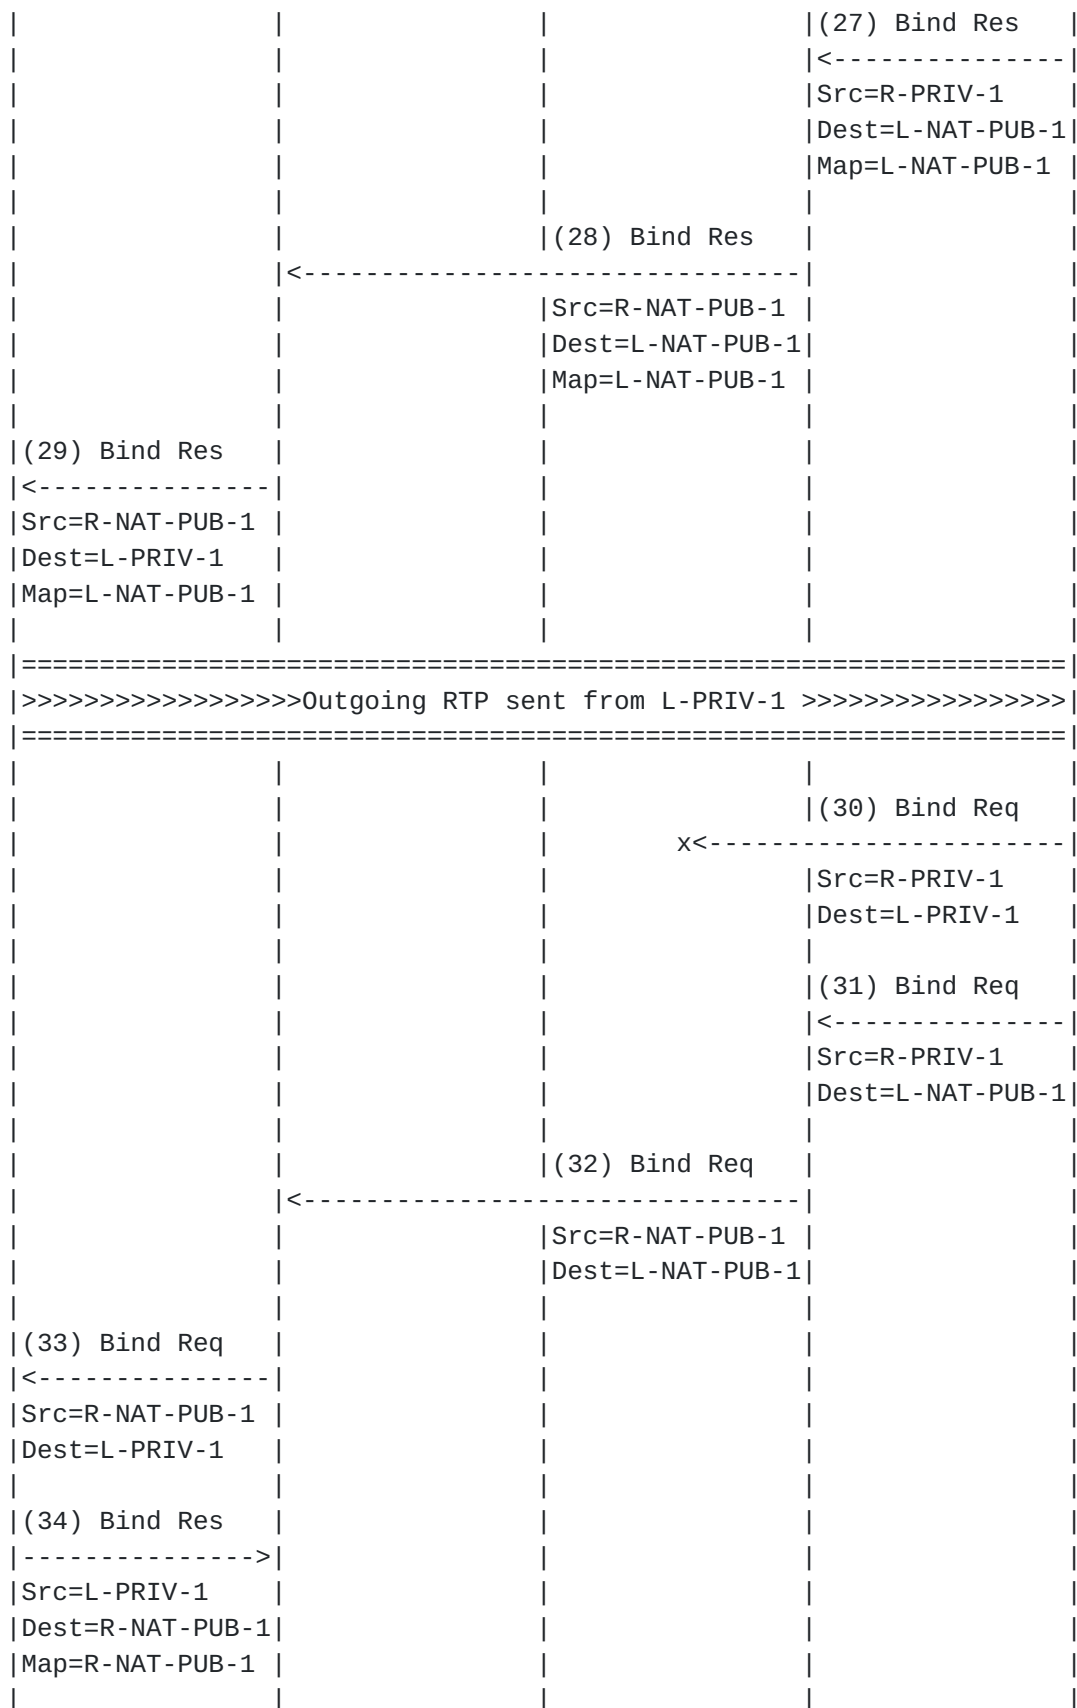 |                |                |                |(27) Bind Res   |
|                |                |                |<---------------|
|                |                |                |Src=R-PRIV-1    |
|                |                |                |Dest=L-NAT-PUB-1|
|                |                |                |Map=L-NAT-PUB-1 |
|                |                |                |                |
|                |                |(28) Bind Res   |                |
|                |<--------------------------------|                |
|                |                |Src=R-NAT-PUB-1 |                |
|                |                |Dest=L-NAT-PUB-1|                |
|                |                |Map=L-NAT-PUB-1 |                |
|                |                |                |                |
|(29) Bind Res   |                |                |                |
|<---------------|                |                |                |
|Src=R-NAT-PUB-1 |                |                |                |
|Dest=L-PRIV-1   |                |                |                |
|Map=L-NAT-PUB-1 |                |                |                |
|                |                |                |                |
|===================================================================|
|>>>>>>>>>>>>>>>>>>Outgoing RTP sent from L-PRIV-1 >>>>>>>>>>>>>>>>>|
|===================================================================|
|                |                |                |                |
|                |                |                |(30) Bind Req   |
|                |                |        x<-----------------------|
|                |                |                |Src=R-PRIV-1    |
|                |                |                |Dest=L-PRIV-1   |
|                |                |                |                |
|                |                |                |(31) Bind Req   |
|                |                |                |<---------------|
|                |                |                |Src=R-PRIV-1    |
|                |                |                |Dest=L-NAT-PUB-1|
|                |                |                |                |
|                |                |(32) Bind Req   |                |
|                |<--------------------------------|                |
|                |                |Src=R-NAT-PUB-1 |                |
|                |                |Dest=L-NAT-PUB-1|                |
|                |                |                |                |
|(33) Bind Req   |                |                |                |
|<---------------|                |                |                |
|Src=R-NAT-PUB-1 |                |                |                |
|Dest=L-PRIV-1   |                |                |                |
|                |                |                |                |
|(34) Bind Res   |                |                |                |
|--------------->|                |                |                |
|Src=L-PRIV-1    |                |                |                |
|Dest=R-NAT-PUB-1|                |                |                |
|Map=R-NAT-PUB-1 |                |                |                |
|                |                |                |                |